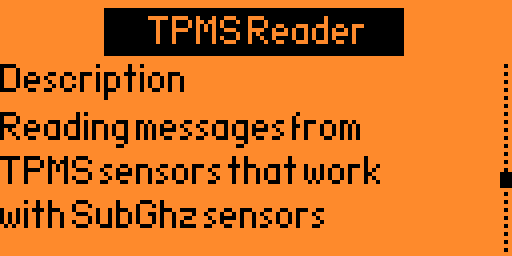 TPMS Reader
Description
Reading messages from
TPMS sensors that work
with SubGhz sensors